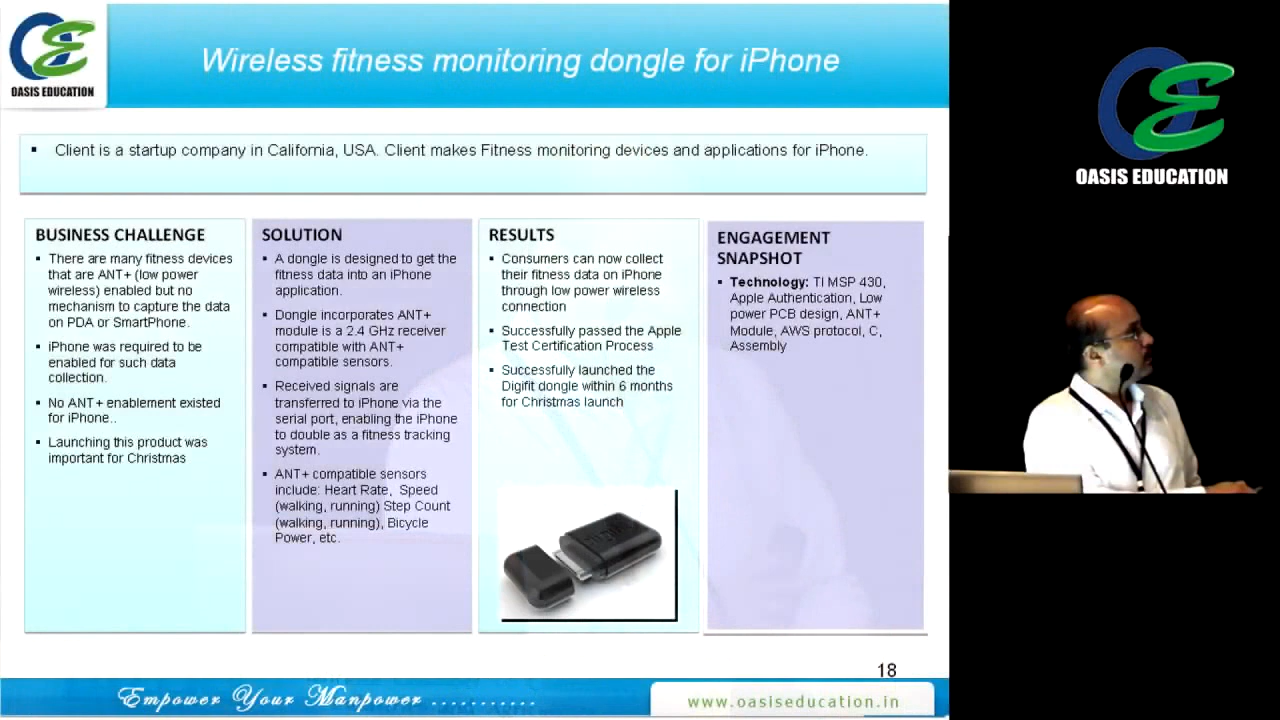 OASIS EDUCATION
Wireless fitness monitoring dongle for iPhone
OASIS EDUCATION
▪ Client is a startup company in California, USA. Client makes Fitness monitoring devices and applications for iPhone.
BUSINESS CHALLENGE
▪ There are many fitness devices
that are ANT+ (low power
wireless) enabled but no
mechanism to capture the data
on PDA or SmartPhone.
▪ iPhone was required to be
enabled for such data
collection.
▪ No ANT+ enablement existed
for iPhone..
▪ Launching this product was
important for Christmas
SOLUTION
▪ A dongle is designed to get the
fitness data into an iPhone
application.
▪ Dongle incorporates ANT+
module is a 2.4 GHz receiver
compatible with ANT+
compatible sensors.
▪ Received signals are
transferred to iPhone via the
serial port, enabling the iPhone
to double as a fitness tracking
system.
▪ ANT+ compatible sensors
include: Heart Rate, Speed
(walking, running) Step Count
(walking, running), Bicycle
Power, etc.
RESULTS
▪ Consumers can now collect
their fitness data on iPhone
through low power wireless
connection
▪ Successfully passed the Apple
Test Certification Process
▪ Successfully launched the
Digifit dongle within 6 months
for Christmas launch
ENGAGEMENT
SNAPSHOT
▪ Technology: TI MSP 430,
Apple Authentication, Low
power PCB design, ANT+
Module, AWS protocol, C,
Assembly
18
Empower Your Manpower ...........
www.oasiseducation.in